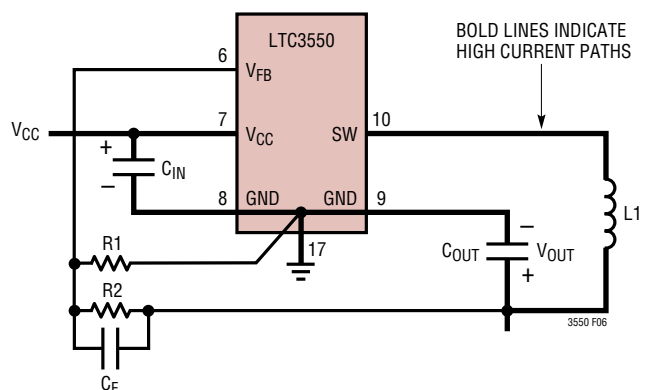 BOLD LINES INDICATE
HIGH CURRENT PATHS
LTC3550
6
VFB
VCC
7
VCC
SW
10
+
–
CIN
8
GND
GND
9
17
R1
R2
CF
COUT
–
VOUT
+
L1
3550 F06